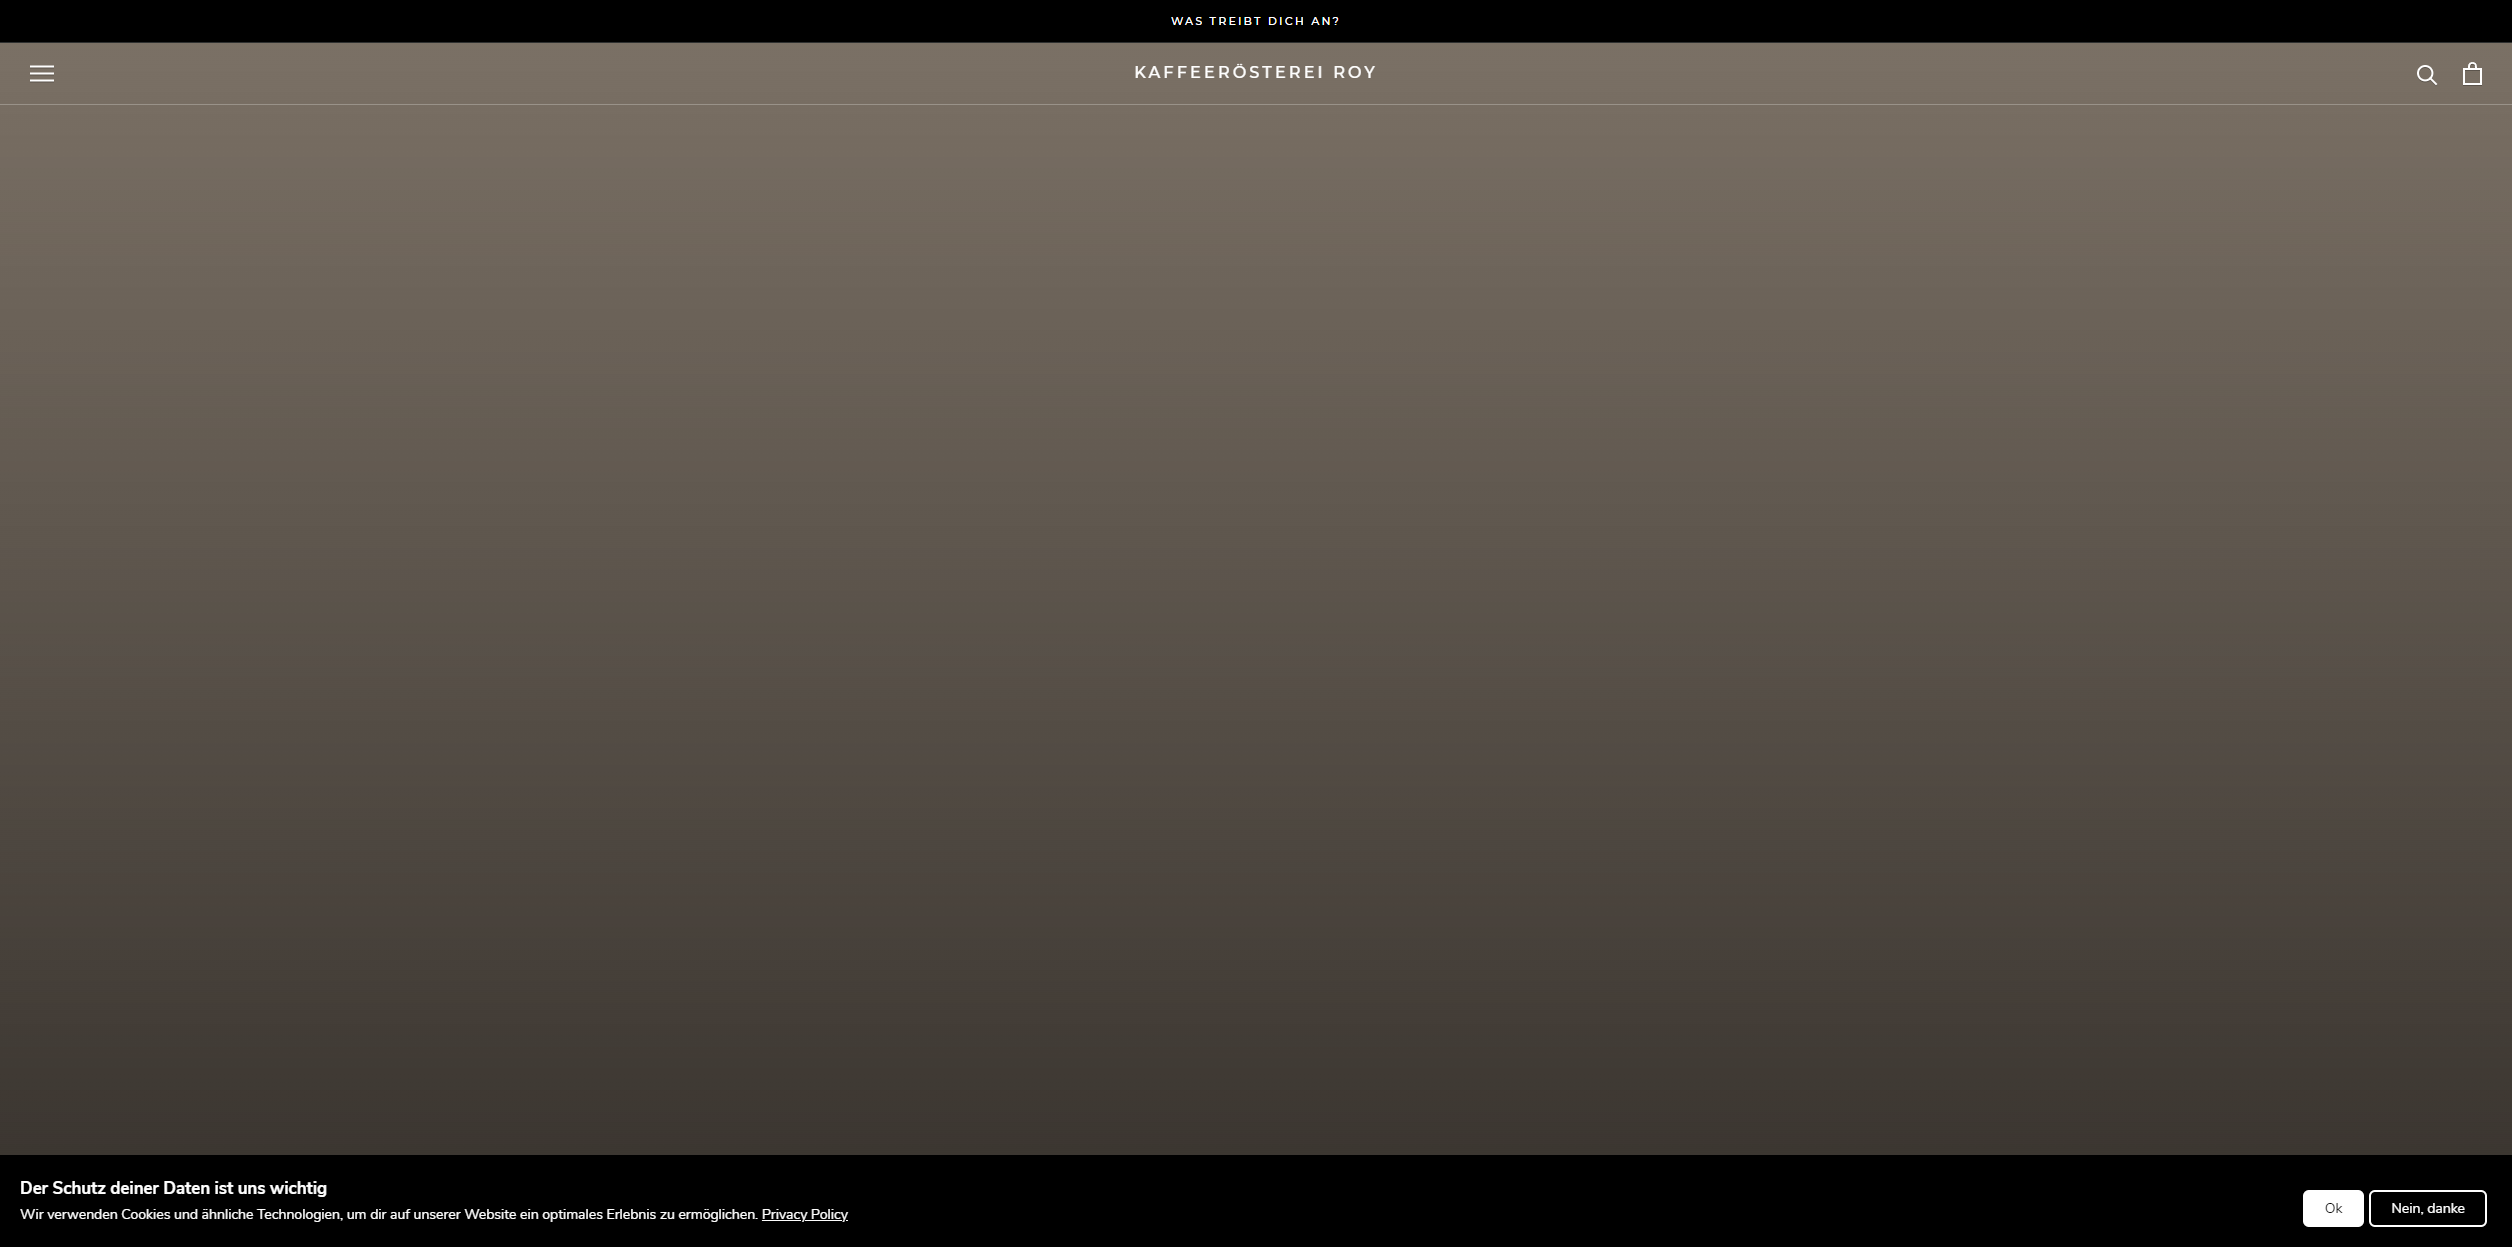 WAS TREIBT DICH AN?
KAFFEERÖSTEREI ROY
Der Schutz deiner Daten ist uns wichtig
Wir verwenden Cookies und ähnliche Technologien, um dir auf unserer Website ein optimales Erlebnis zu ermöglichen. Privacy Policy
Ok
Nein, danke